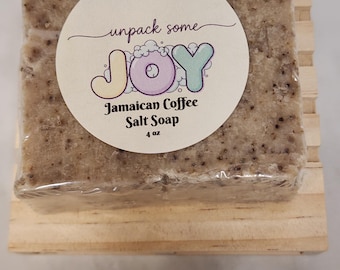 unpack some
JOY
Jamaican Coffee
Salt Soap
4 oz